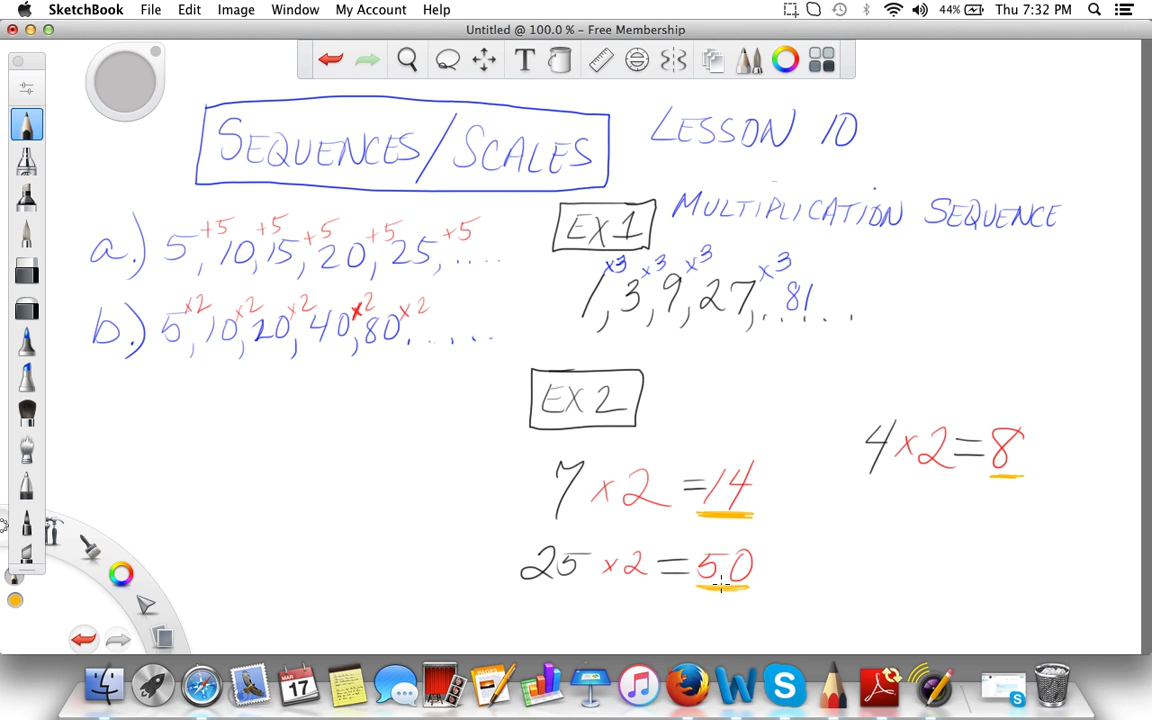 SketchBook File Edit Image Window My Account Help 44% Thu 7:32 PM
Untitled @ 100.0 % - Free Membership
T
SEQUENCES/SCALES
LESSON 10
MULTIPLICATION SEQUENCE
EX 1
+5 +5 +5 +5 +5
a.) 5, 10, 15, 20, 25, ....
x3 x3 x3 x3
1, 3, 9, 27, 81 .....
x2 x2 x2 x2 x2
b.) 5, 10, 20, 40, 80, .....
EX 2
4 x 2 = 8
7 x 2 = 14
25 x 2 = 50
MAR
17